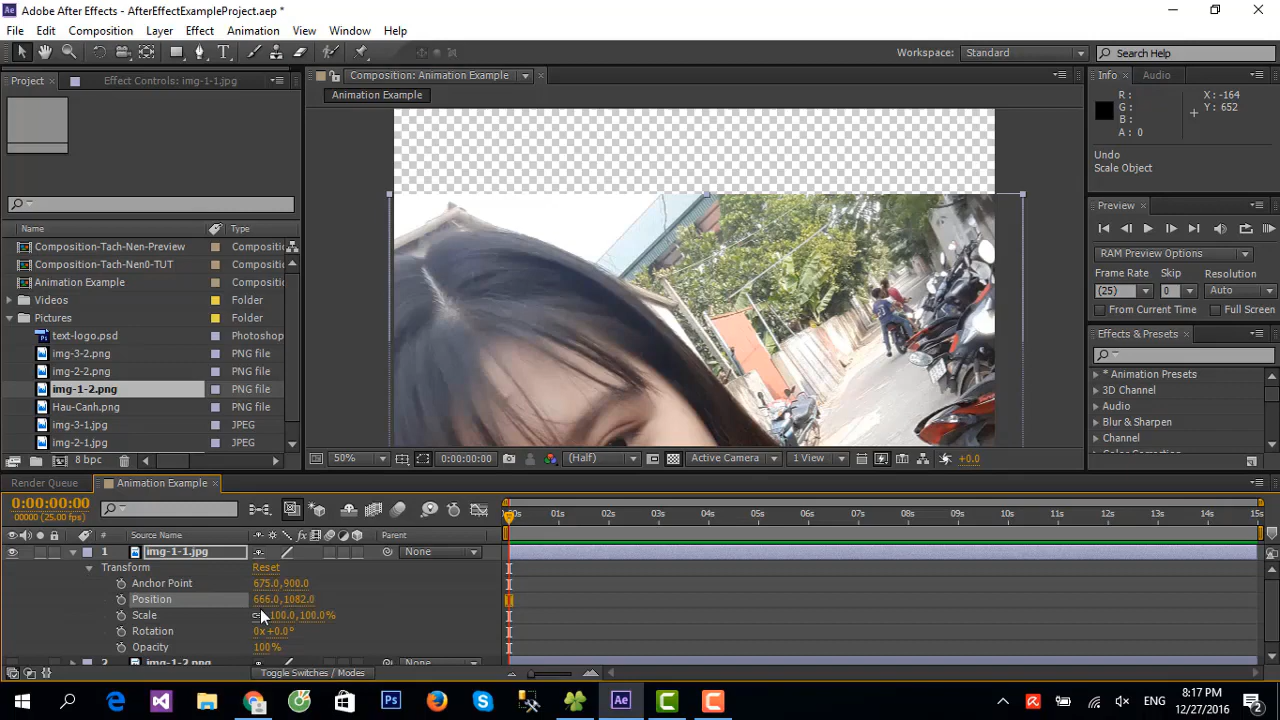 Adobe After Effects - AfterEffectExampleProject.aep *
File Edit Composition Layer Effect Animation View Window Help
Workspace: Standard Search Help
Project Effect Controls: img-1-1.jpg
Composition: Animation Example
Animation Example
Info Audio
R : X : -164
G : Y : 652
B :
A : 0
Undo
Scale Object
Preview
RAM Preview Options
Frame Rate Skip Resolution
(25) 0 Auto
From Current Time Full Screen
Effects & Presets
* Animation Presets
3D Channel
Audio
Blur & Sharpen
Channel
Name Type
Composition-Tach-Nen-Preview Composi
Composition-Tach-Nen0-TUT Composi
Animation Example Composi
Videos Folder
Pictures Folder
text-logo.psd Photoshop
img-3-2.png PNG file
img-2-2.png PNG file
img-1-2.png PNG file
Hau-Canh.png PNG file
img-3-1.jpg JPEG
img-2-1.jpg JPEG
8 bpc
50% 0:00:00:00 (Half) Active Camera 1 View +0.0
Render Queue Animation Example
0:00:00:00
00000 (25.00 fps)
01s 02s 03s 04s 05s 06s 07s 08s 09s 10s 11s 12s 13s 14s 15s
# Source Name fx Parent
1 img-1-1.jpg None
Transform Reset
Anchor Point 675.0,900.0
Position 666.0,1082.0
Scale 100.0,100.0%
Rotation 0x+0.0°
Opacity 100%
2 img-1-2.png None
Toggle Switches / Modes
ENG 8:17 PM
12/27/2016